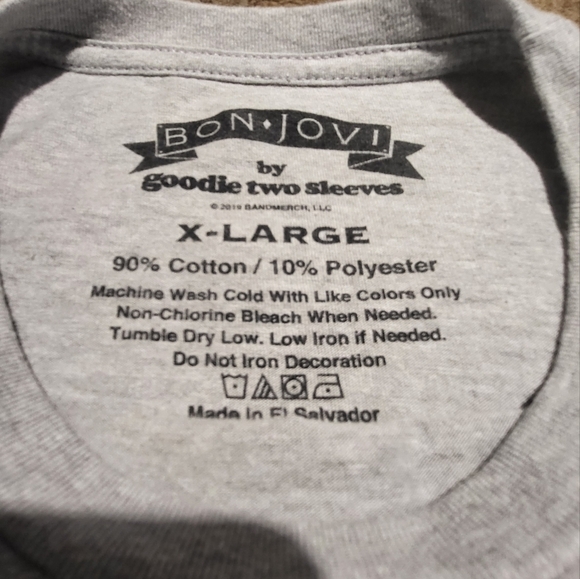 BON♦JOVI
by
goodie two sleeves
© 2016 BANDMERCH, LLC
X-LARGE
90% Cotton / 10% Polyester
Machine Wash Cold With Like Colors Only
Non-Chlorine Bleach When Needed.
Tumble Dry Low. Low Iron if Needed.
Do Not Iron Decoration
Made In El Salvador